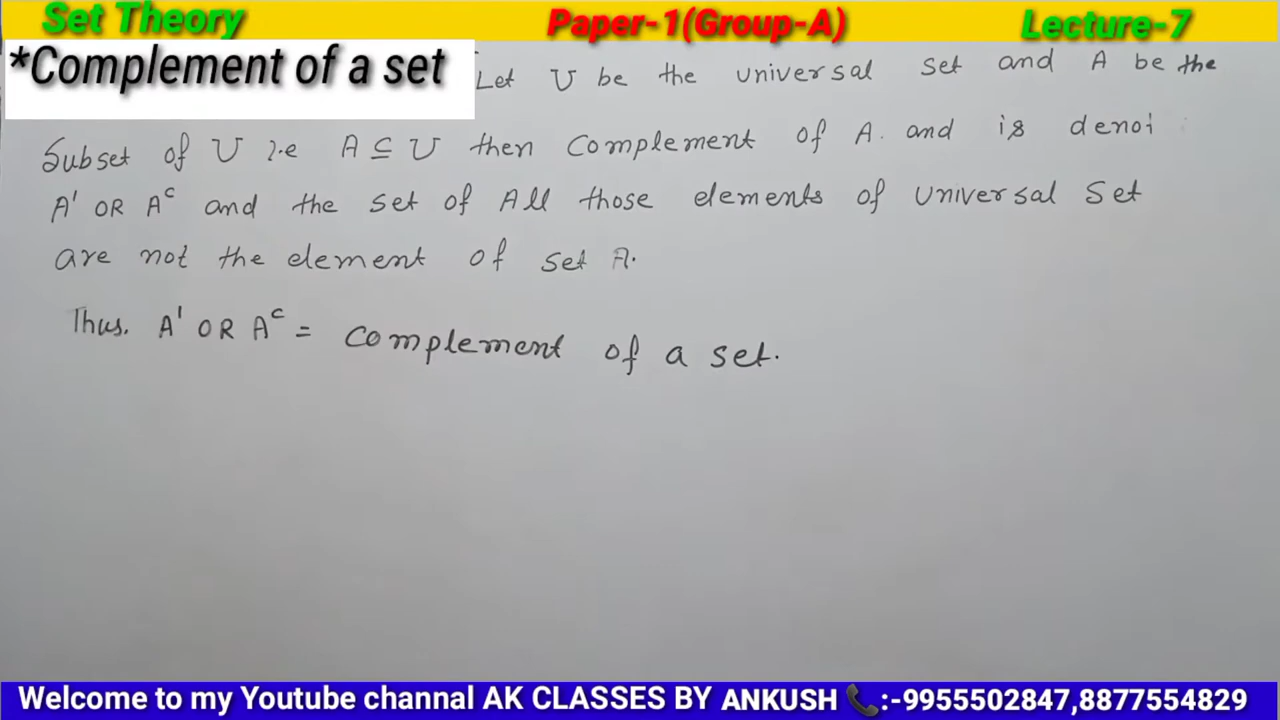 Set Theory Paper-1(Group-A) Lecture-7
*Complement of a set
Let U be the universal set and A be the
Subset of U i.e A ⊆ U then Complement of A. and is denot
A' OR Aᶜ and the set of All those elements of Universal Set
are not the element of set A.
Thus. A' OR Aᶜ = complement of a set.
Welcome to my Youtube channal AK CLASSES BY ANKUSH 📞:-9955502847,8877554829